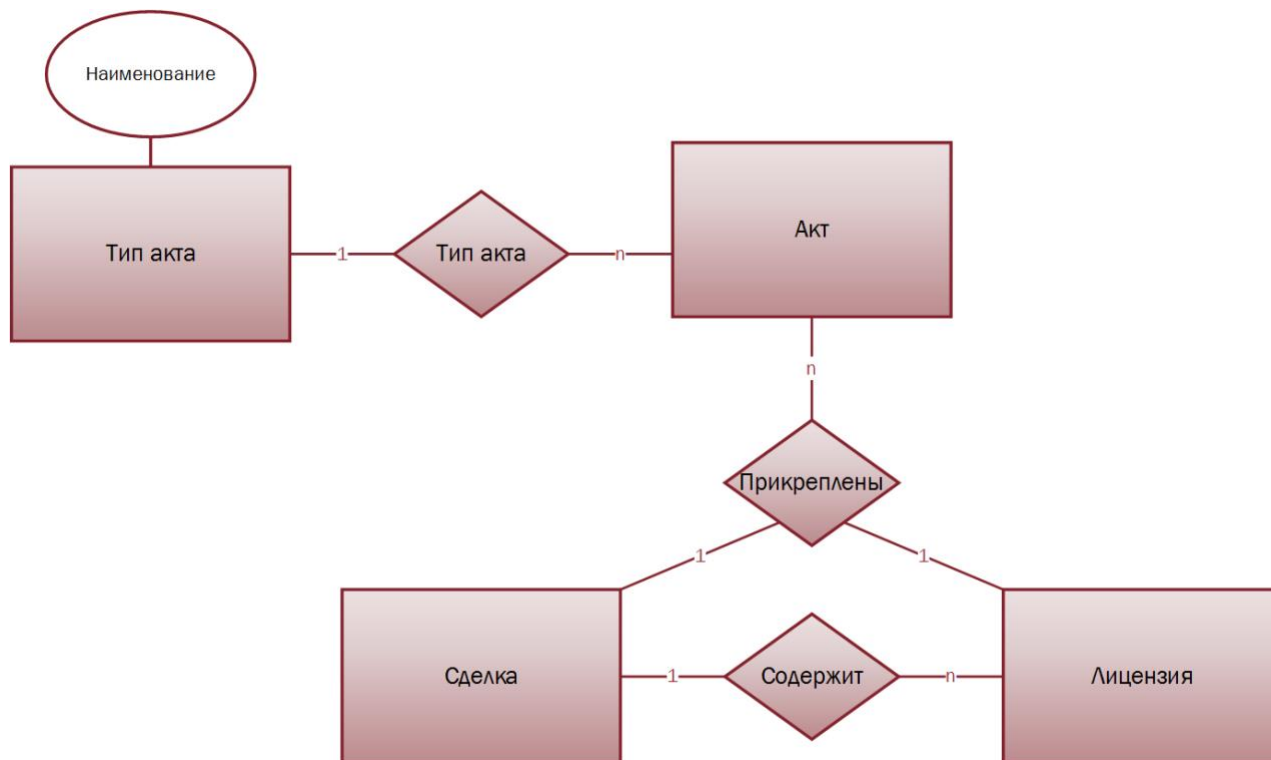 Наименование
Тип акта
1
Тип акта
n
Акт
n
Прикреплены
1
1
Сделка
1
Содержит
n
Лицензия